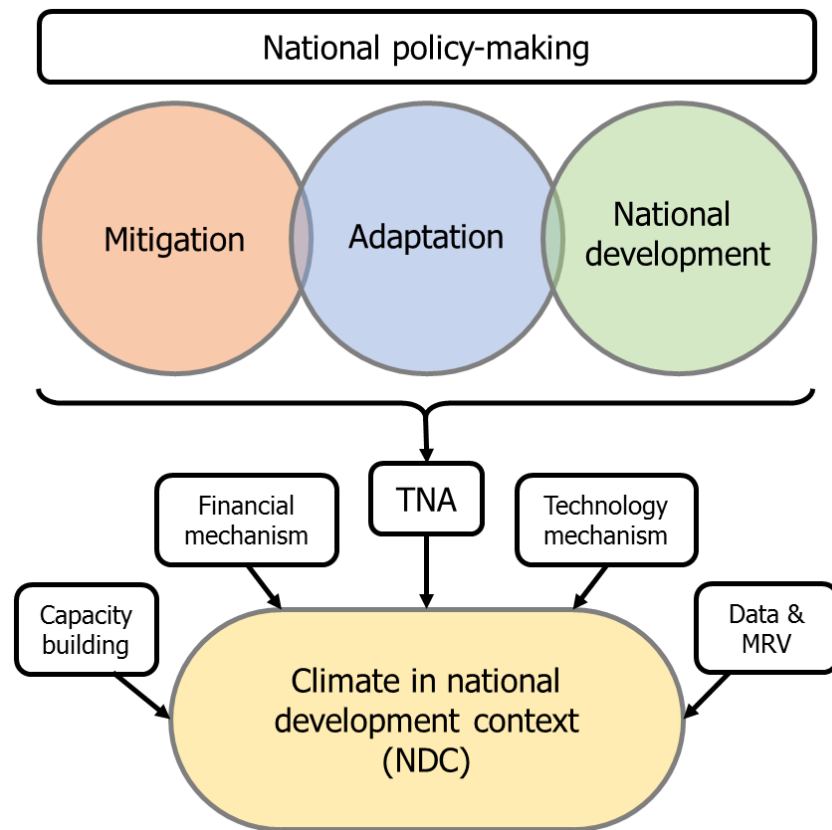 National policy-making
Mitigation
Adaptation
National
development
Financial
mechanism
TNA
Technology
mechanism
Capacity
building
Data &
MRV
Climate in national
development context
(NDC)